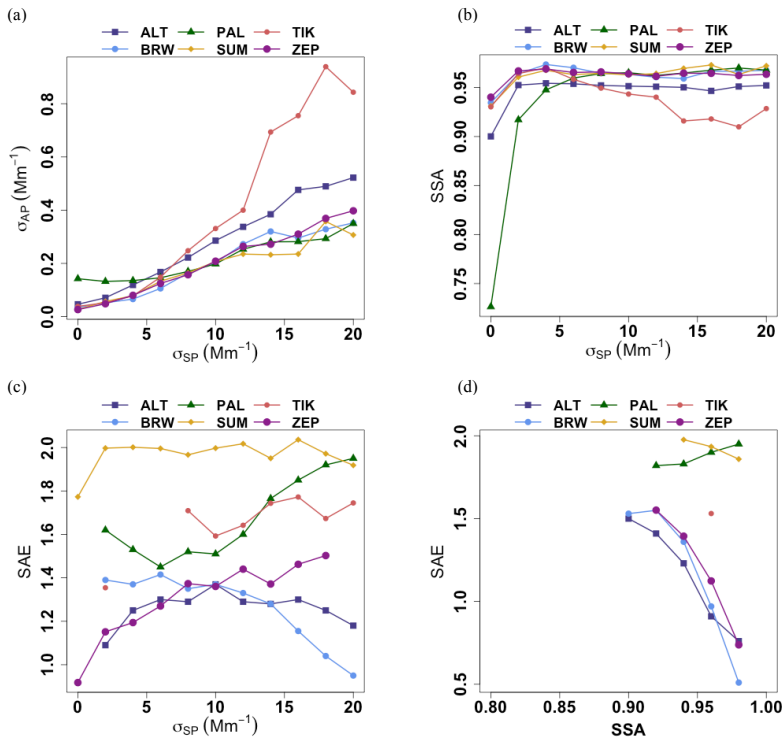 (a)
ALT PAL TIK
BRW SUM ZEP
0.8
0.6
0.4
0.2
0.0
σAP (Mm⁻¹)
0 5 10 15 20
σSP (Mm⁻¹)
(b)
ALT PAL TIK
BRW SUM ZEP
0.95
0.90
0.85
0.80
0.75
SSA
0 5 10 15 20
σSP (Mm⁻¹)
(c)
ALT PAL TIK
BRW SUM ZEP
2.0
1.8
1.6
1.4
1.2
1.0
SAE
0 5 10 15 20
σSP (Mm⁻¹)
(d)
ALT PAL TIK
BRW SUM ZEP
2.0
1.5
1.0
0.5
SAE
0.80 0.85 0.90 0.95 1.00
SSA